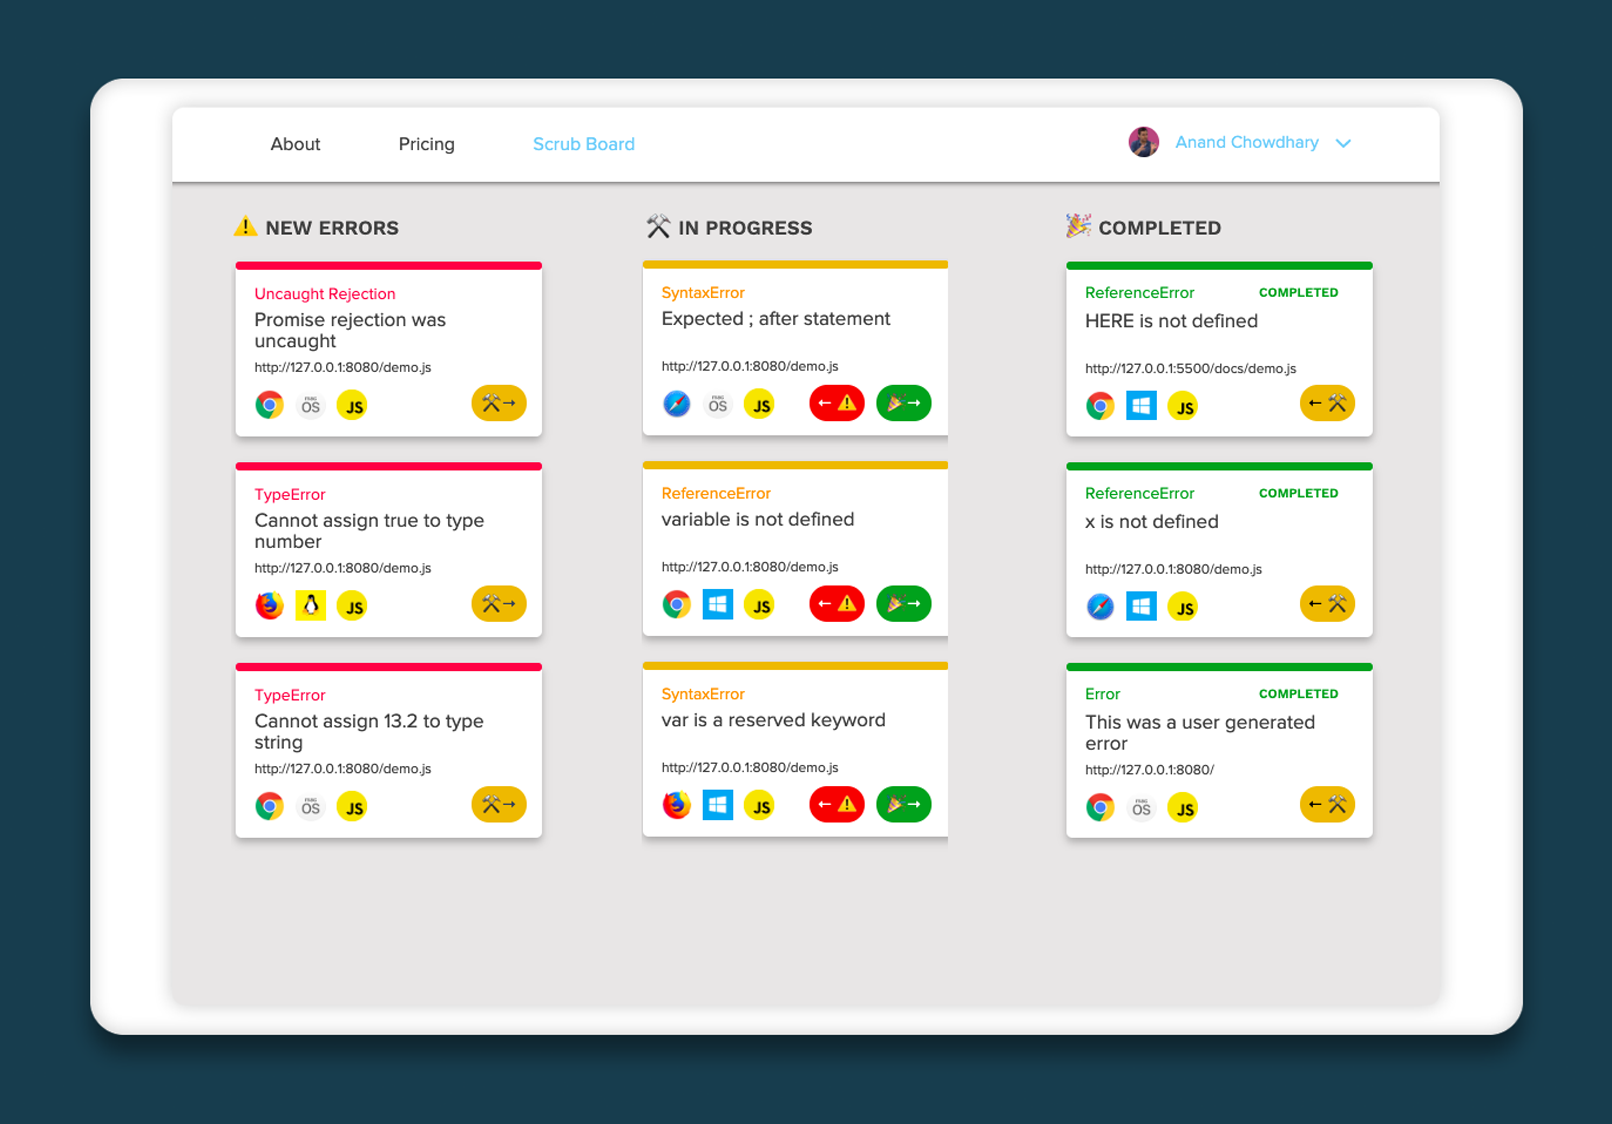 About
Pricing
Scrub Board
Anand Chowdhary
NEW ERRORS
Uncaught Rejection
Promise rejection was
uncaught
http://127.0.0.1:8080/demo.js
OS
JS
TypeError
Cannot assign true to type
number
http://127.0.0.1:8080/demo.js
JS
TypeError
Cannot assign 13.2 to type
string
http://127.0.0.1:8080/demo.js
OS
JS
IN PROGRESS
SyntaxError
Expected ; after statement
http://127.0.0.1:8080/demo.js
OS
JS
ReferenceError
variable is not defined
http://127.0.0.1:8080/demo.js
JS
SyntaxError
var is a reserved keyword
http://127.0.0.1:8080/demo.js
JS
COMPLETED
ReferenceError
COMPLETED
HERE is not defined
http://127.0.0.1:5500/docs/demo.js
JS
ReferenceError
COMPLETED
x is not defined
http://127.0.0.1:8080/demo.js
JS
Error
COMPLETED
This was a user generated
error
http://127.0.0.1:8080/
OS
JS